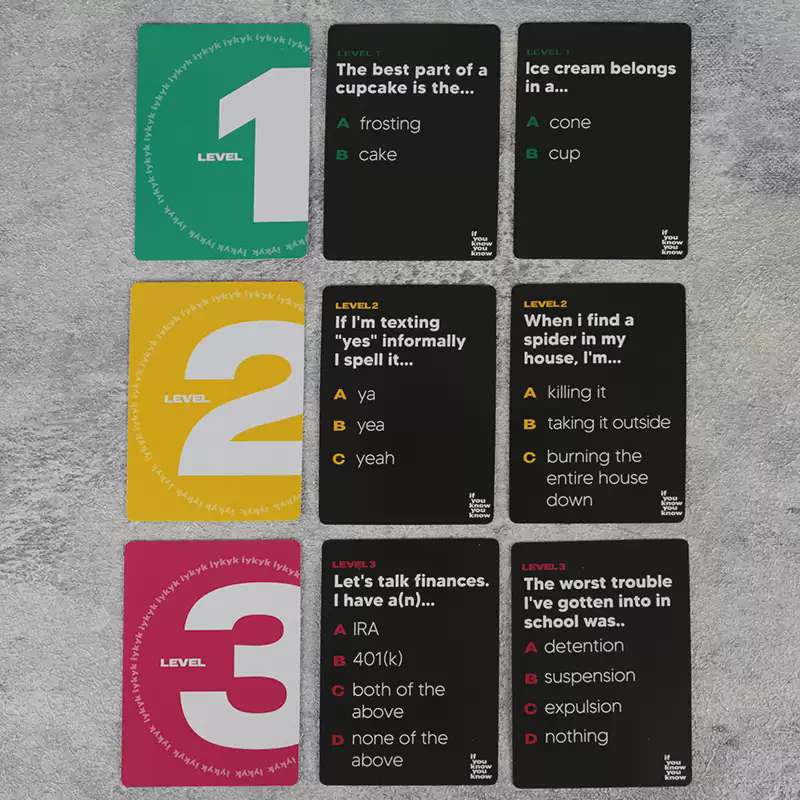 iykyk iykyk iykyk iykyk iykyk iykyk iykyk iykyk
LEVEL
1
LEVEL 1
The best part of a
cupcake is the...
A frosting
B cake
if
you
know
you
know
LEVEL 1
Ice cream belongs
in a...
A cone
B cup
if
you
know
you
know
iykyk iykyk iykyk iykyk iykyk iykyk iykyk iykyk
LEVEL
2
LEVEL 2
If I'm texting
"yes" informally
I spell it...
A ya
B yea
C yeah
if
you
know
you
know
LEVEL 2
When i find a
spider in my
house, I'm...
A killing it
B taking it outside
C burning the
entire house
down
if
you
know
you
know
iykyk iykyk iykyk iykyk iykyk iykyk iykyk iykyk
LEVEL
3
LEVEL 3
Let's talk finances.
I have a(n)...
A IRA
B 401(k)
C both of the
above
D none of the
above
if
you
know
you
know
LEVEL 3
The worst trouble
I've gotten into in
school was..
A detention
B suspension
C expulsion
D nothing
if
you
know
you
know